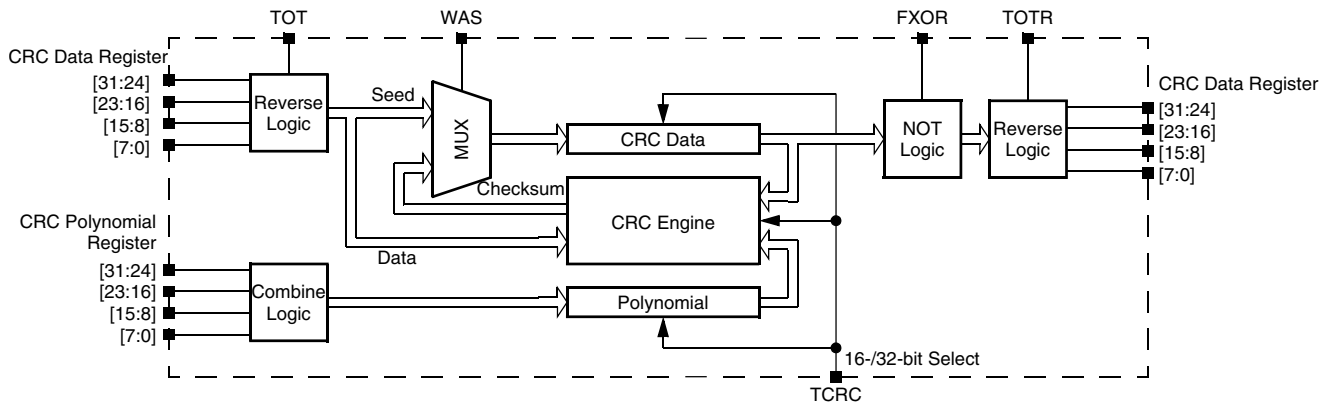 TOT
WAS
FXOR
TOTR
CRC Data Register
[31:24]
[23:16]
[15:8]
[7:0]
Reverse
Logic
Seed
MUX
CRC Data
NOT
Logic
Reverse
Logic
CRC Data Register
[31:24]
[23:16]
[15:8]
[7:0]
Checksum
CRC Engine
Data
CRC Polynomial
Register
[31:24]
[23:16]
[15:8]
[7:0]
Combine
Logic
Polynomial
16-/32-bit Select
TCRC